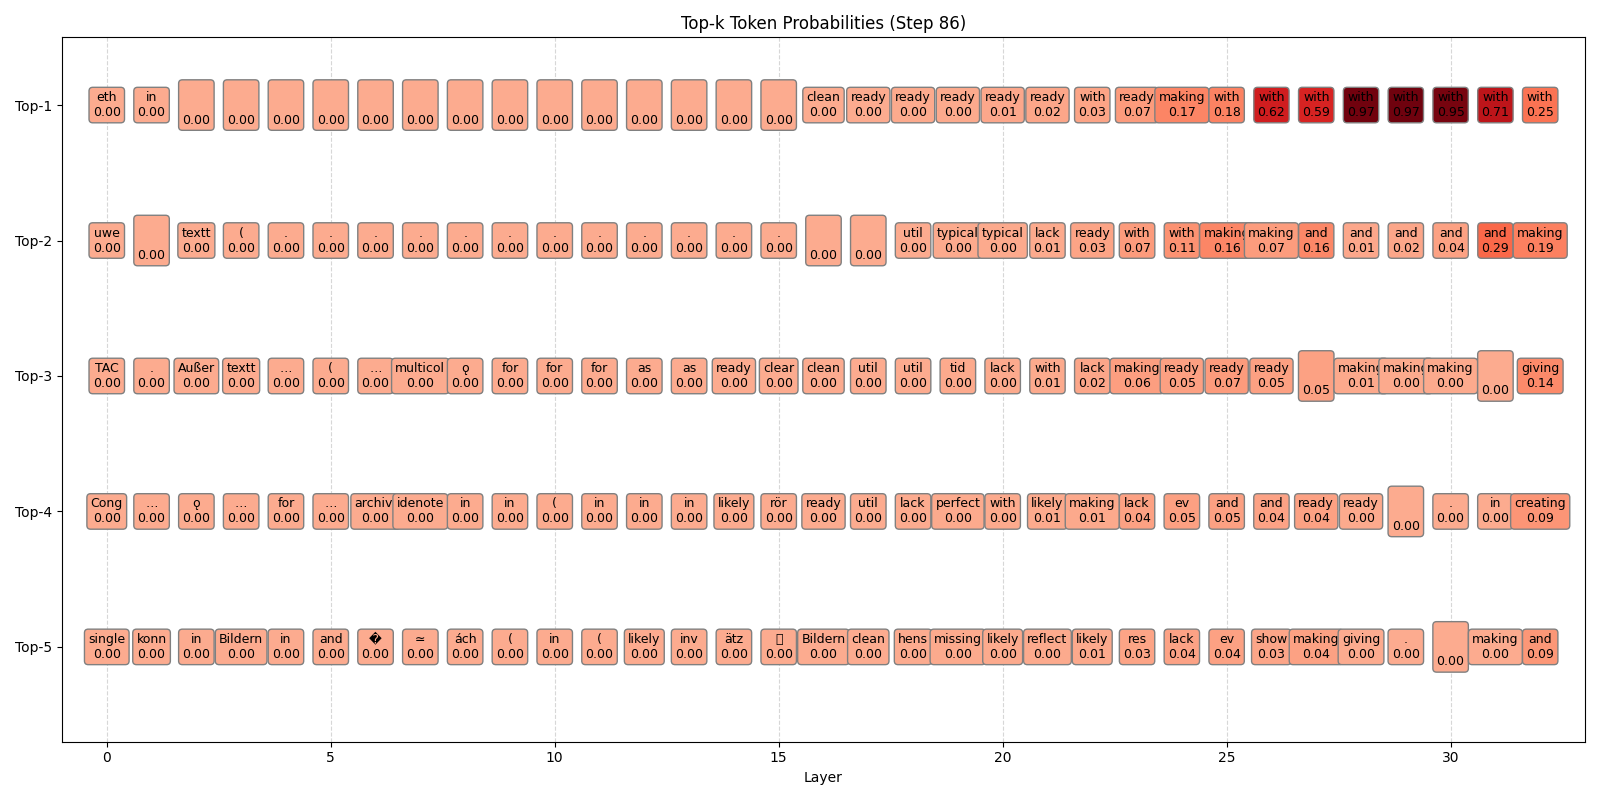 Top-k Token Probabilities (Step 86)
Top-1
eth in clean ready ready ready ready ready with ready making with with with with with with with with
0.00 0.00 0.00 0.00 0.00 0.00 0.00 0.00 0.00 0.00 0.00 0.00 0.00 0.00 0.00 0.00 0.00 0.00 0.00 0.00 0.01 0.02 0.03 0.07 0.17 0.18 0.62 0.59 0.97 0.97 0.95 0.71 0.25
Top-2
uwe textt ( . . . . . . . . . . . . util typical typical lack ready with with making making and and and and and making
0.00 0.00 0.00 0.00 0.00 0.00 0.00 0.00 0.00 0.00 0.00 0.00 0.00 0.00 0.00 0.00 0.00 0.00 0.00 0.00 0.00 0.01 0.03 0.07 0.11 0.16 0.07 0.16 0.01 0.02 0.04 0.29 0.19
Top-3
TAC . Außer textt ... ( ... multicol ǫ for for for as as ready clear clean util util tid lack with lack making ready ready ready making making making giving
0.00 0.00 0.00 0.00 0.00 0.00 0.00 0.00 0.00 0.00 0.00 0.00 0.00 0.00 0.00 0.00 0.00 0.00 0.00 0.00 0.00 0.01 0.02 0.06 0.05 0.07 0.05 0.05 0.01 0.00 0.00 0.00 0.14
Top-4
Cong ... ǫ ... for ... archiv idenote in in ( in in in likely rör ready util lack perfect with likely making lack ev and and ready ready . in creating
0.00 0.00 0.00 0.00 0.00 0.00 0.00 0.00 0.00 0.00 0.00 0.00 0.00 0.00 0.00 0.00 0.00 0.00 0.00 0.00 0.00 0.01 0.01 0.04 0.05 0.05 0.04 0.04 0.00 0.00 0.00 0.00 0.09
Top-5
single konn in Bildern in and � ≃ ách ( in ( likely inv ätz Bildern clean hens missing likely reflect likely res lack ev show making giving . making and
0.00 0.00 0.00 0.00 0.00 0.00 0.00 0.00 0.00 0.00 0.00 0.00 0.00 0.00 0.00 0.00 0.00 0.00 0.00 0.00 0.00 0.00 0.01 0.03 0.04 0.04 0.03 0.04 0.00 0.00 0.00 0.00 0.09
0 5 10 15 20 25 30
Layer